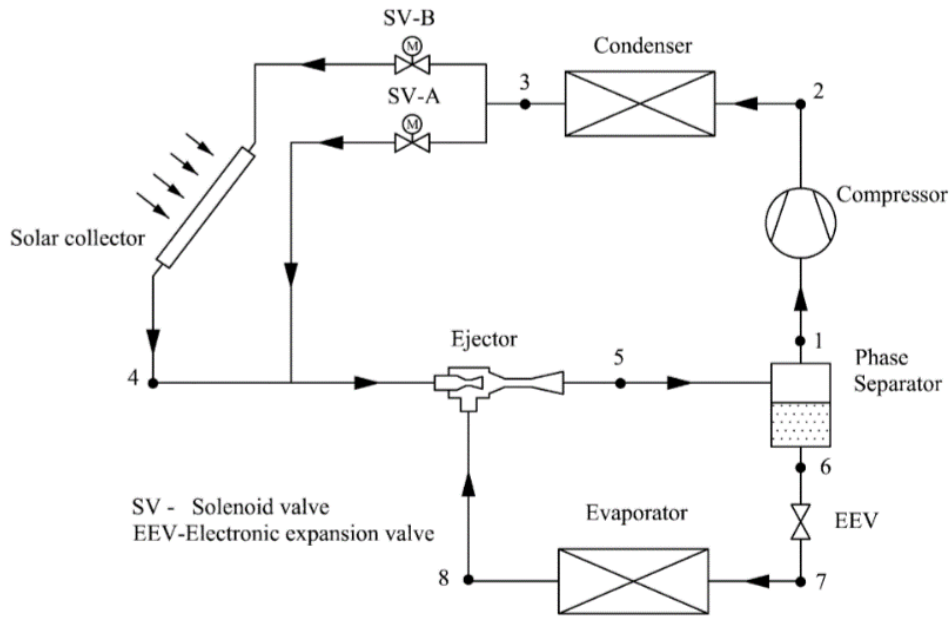 SV-B
M
Condenser
3
2
SV-A
M
Compressor
Solar collector
1
Ejector
Phase
Separator
4
5
6
SV - Solenoid valve
EEV-Electronic expansion valve
Evaporator
EEV
8
7